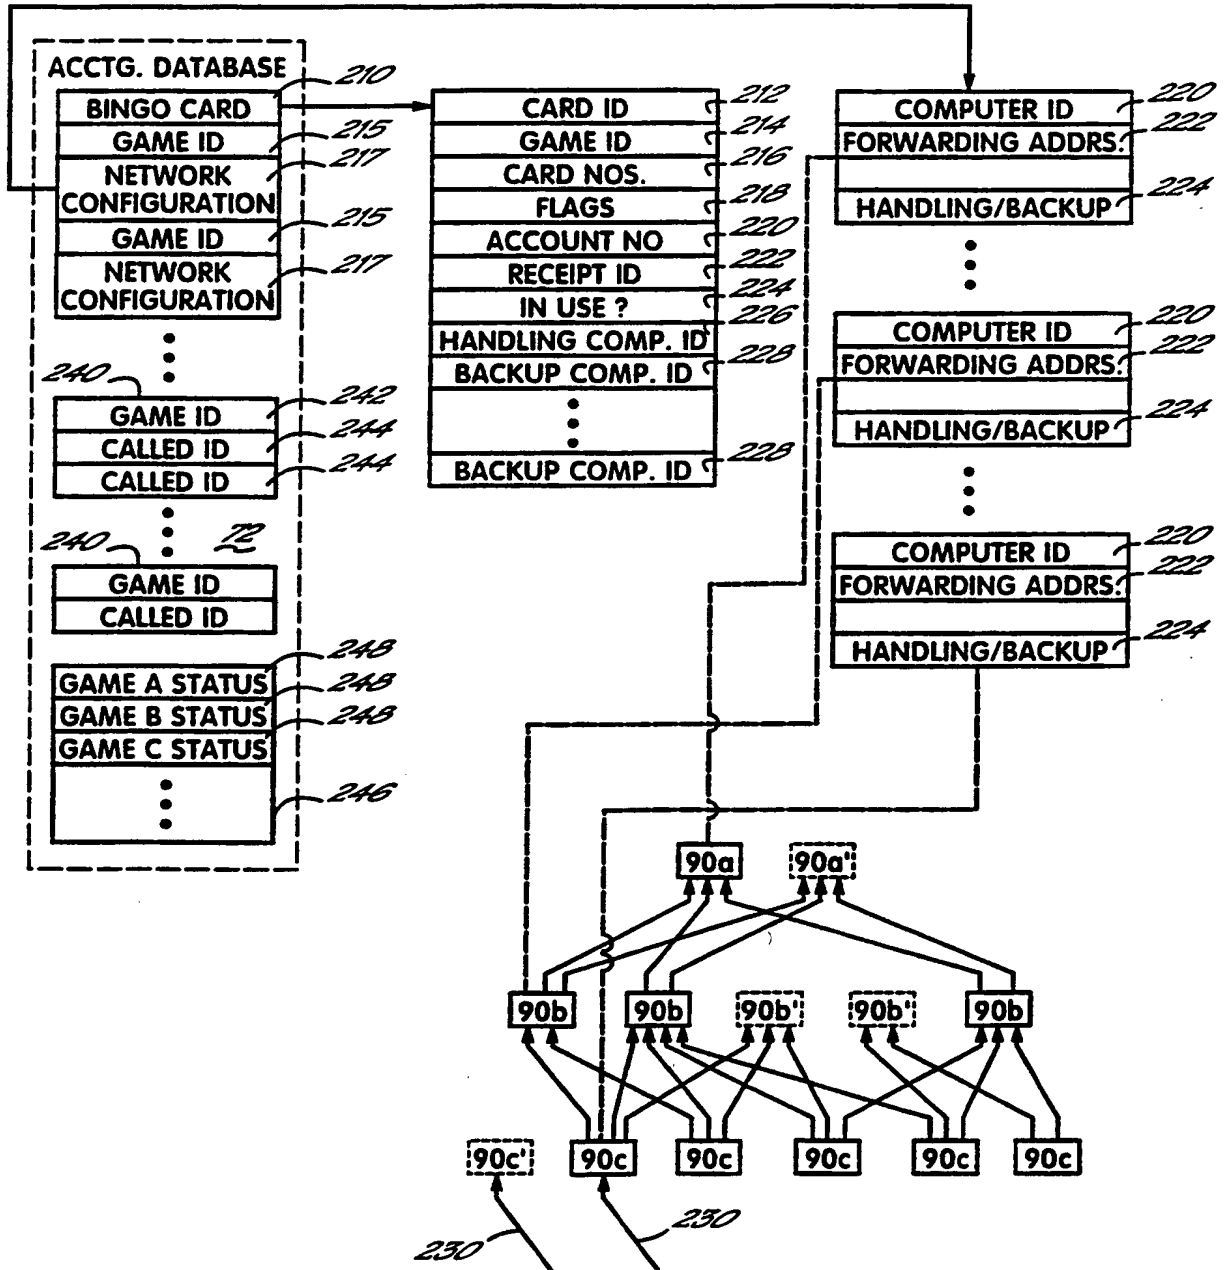 ACCTG. DATABASE
BINGO CARD 210
GAME ID 215
NETWORK CONFIGURATION 217
GAME ID 215
NETWORK CONFIGURATION 217
240
GAME ID 242
CALLED ID 244
CALLED ID 244
72
240
GAME ID
CALLED ID
GAME A STATUS 248
GAME B STATUS 248
GAME C STATUS 248
246
CARD ID 212
GAME ID 214
CARD NOS. 216
FLAGS 218
ACCOUNT NO 220
RECEIPT ID 222
IN USE ? 224
HANDLING COMP. ID 226
BACKUP COMP. ID 228
BACKUP COMP. ID 228
COMPUTER ID 220
FORWARDING ADDRS. 222
HANDLING/BACKUP 224
COMPUTER ID 220
FORWARDING ADDRS. 222
HANDLING/BACKUP 224
COMPUTER ID 220
FORWARDING ADDRS. 222
HANDLING/BACKUP 224
90a 90a'
90b 90b 90b' 90b' 90b
90c' 90c 90c 90c 90c 90c
230 230